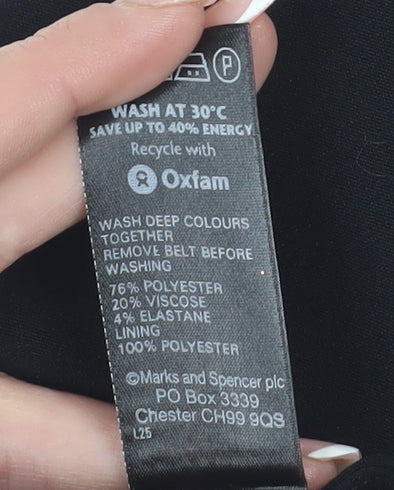 P
WASH AT 30°C
SAVE UP TO 40% ENERGY
Recycle with
Oxfam
WASH DEEP COLOURS
TOGETHER
REMOVE BELT BEFORE
WASHING
76% POLYESTER
20% VISCOSE
4% ELASTANE
LINING
100% POLYESTER
©Marks and Spencer plc
PO Box 3339
Chester CH99 9QS
L25